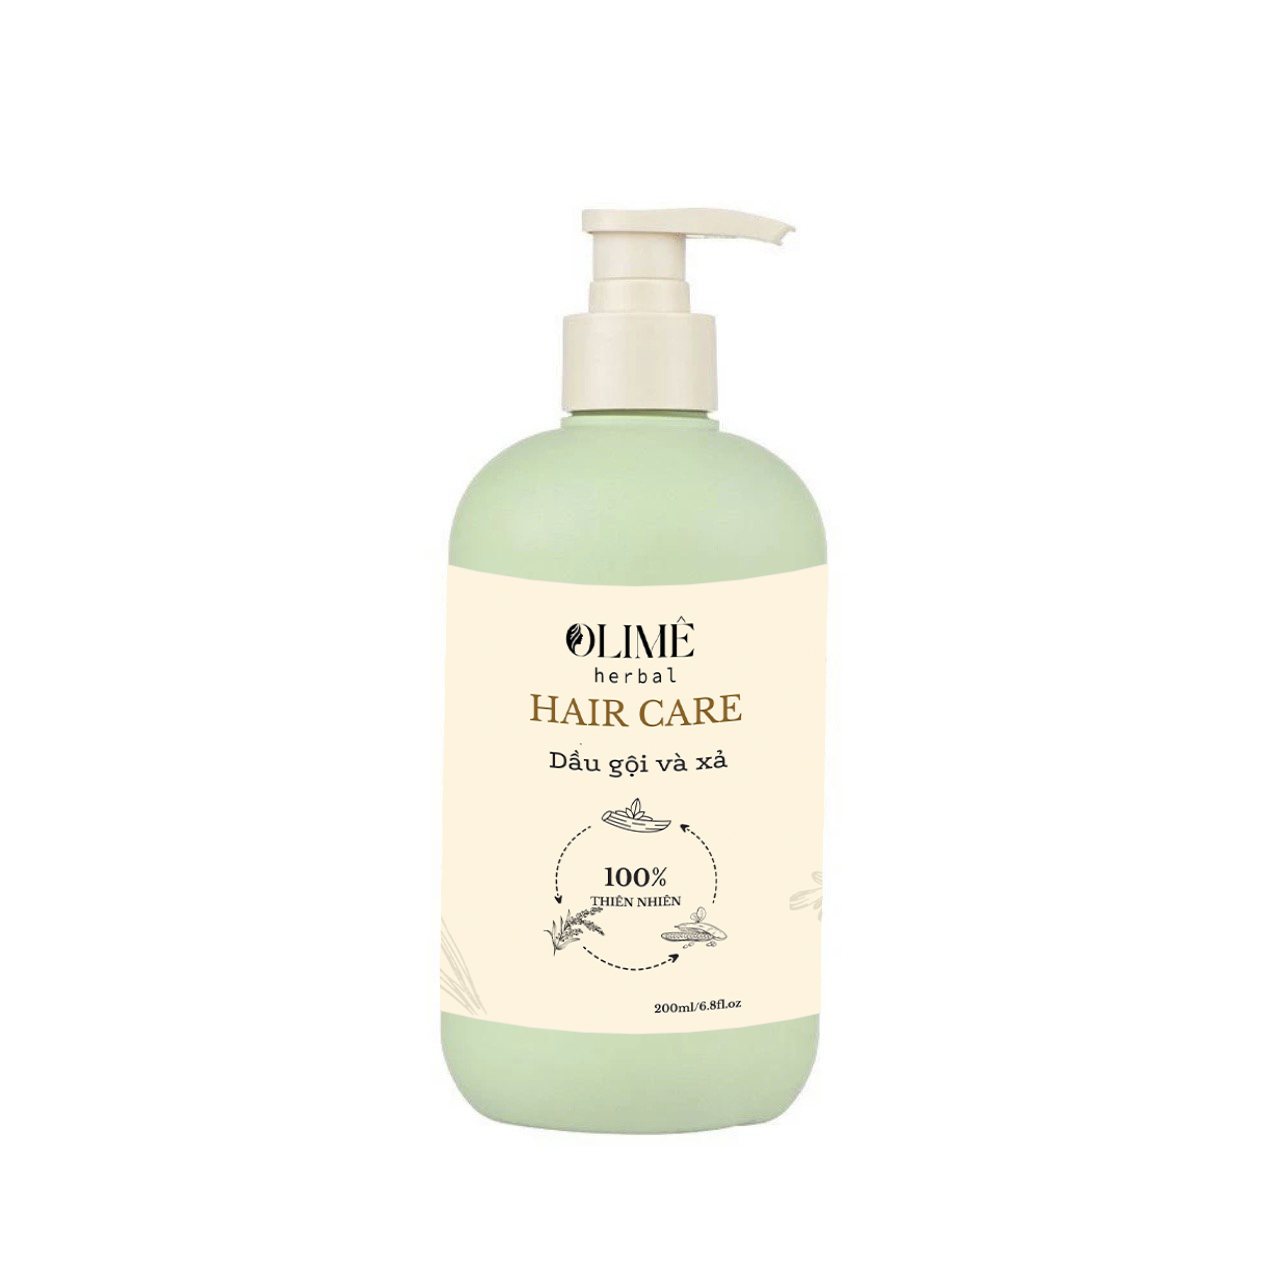 OLIMÊ
herbal
HAIR CARE
Dầu gội và xả
100%
THIÊN NHIÊN
200ml/6.8fl.oz